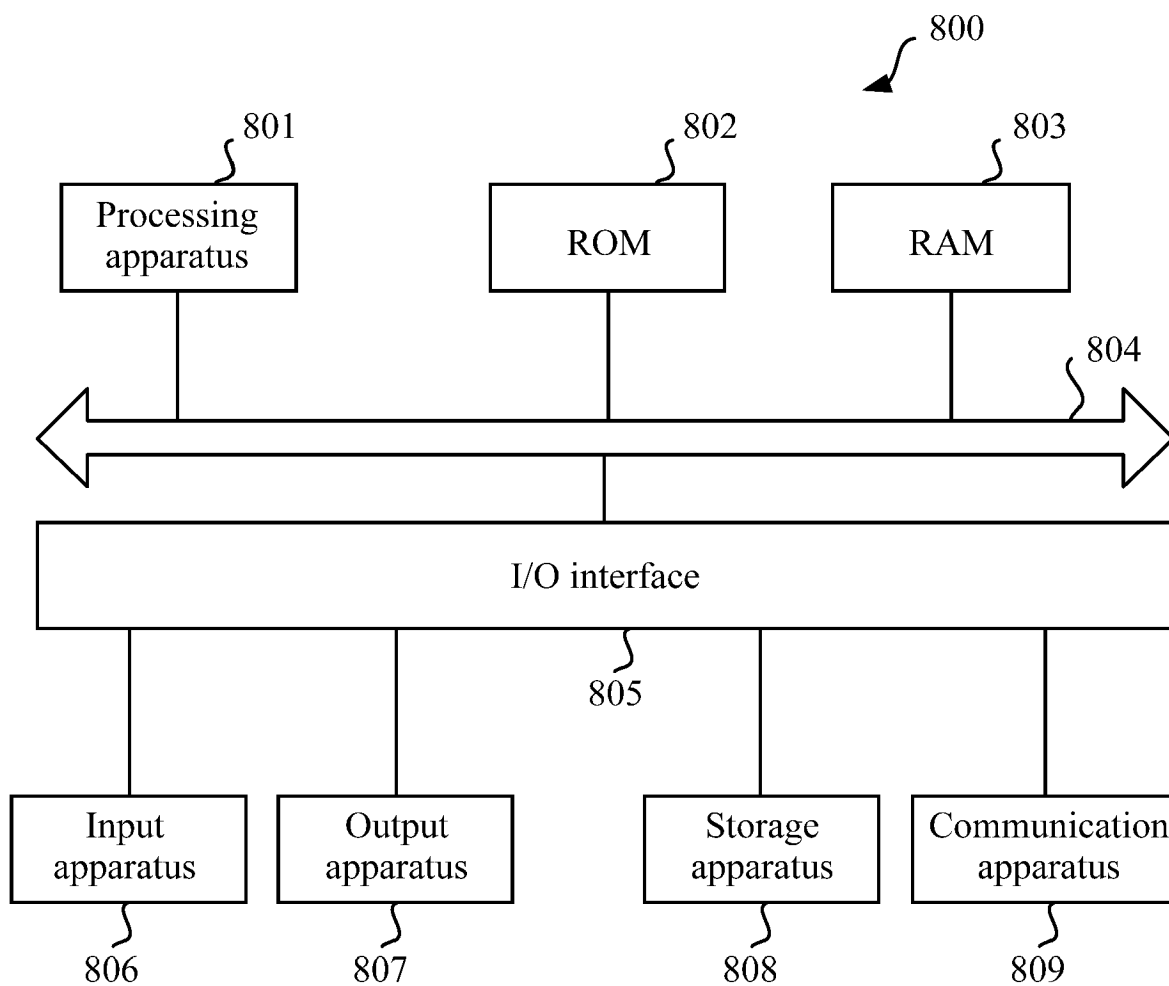 800
801
802
803
Processing
apparatus
ROM
RAM
804
I/O interface
805
Input
apparatus
Output
apparatus
Storage
apparatus
Communication
apparatus
806
807
808
809